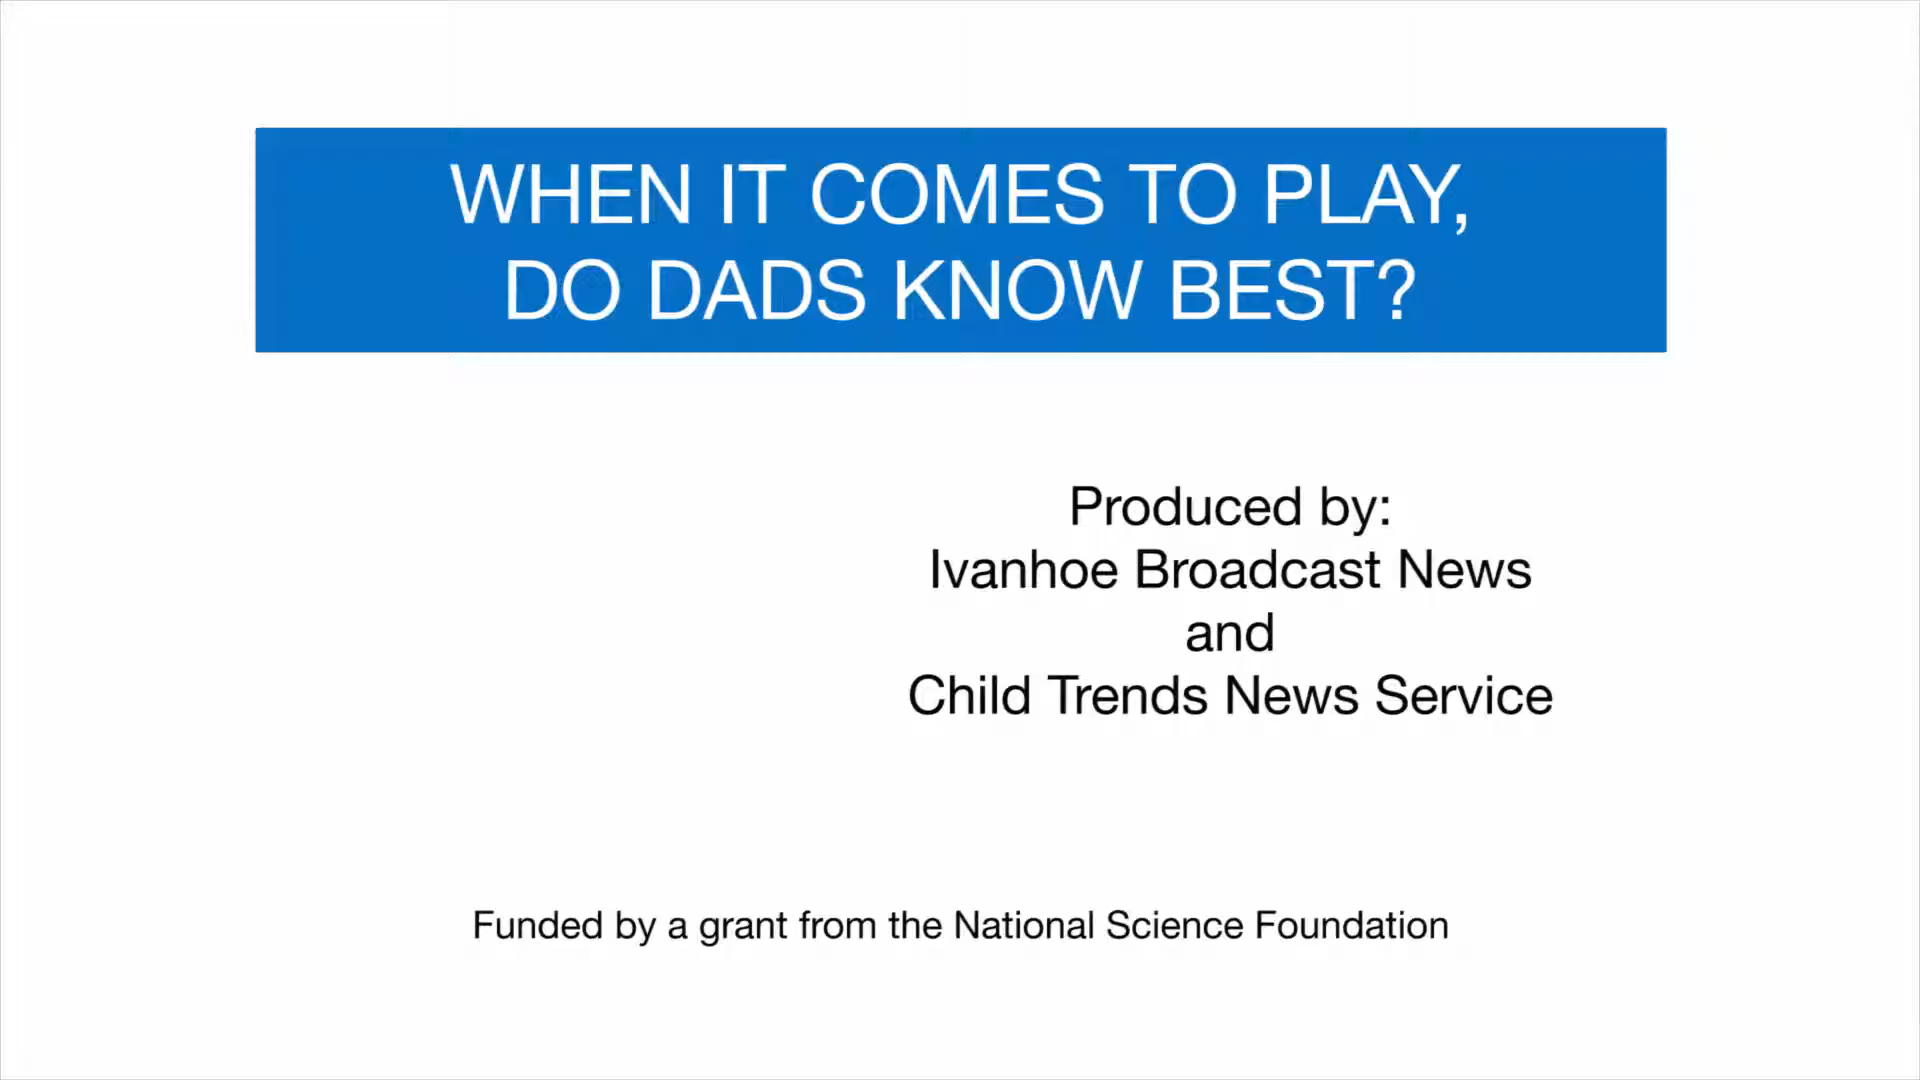 WHEN IT COMES TO PLAY,
DO DADS KNOW BEST?
Produced by:
Ivanhoe Broadcast News
and
Child Trends News Service
Funded by a grant from the National Science Foundation